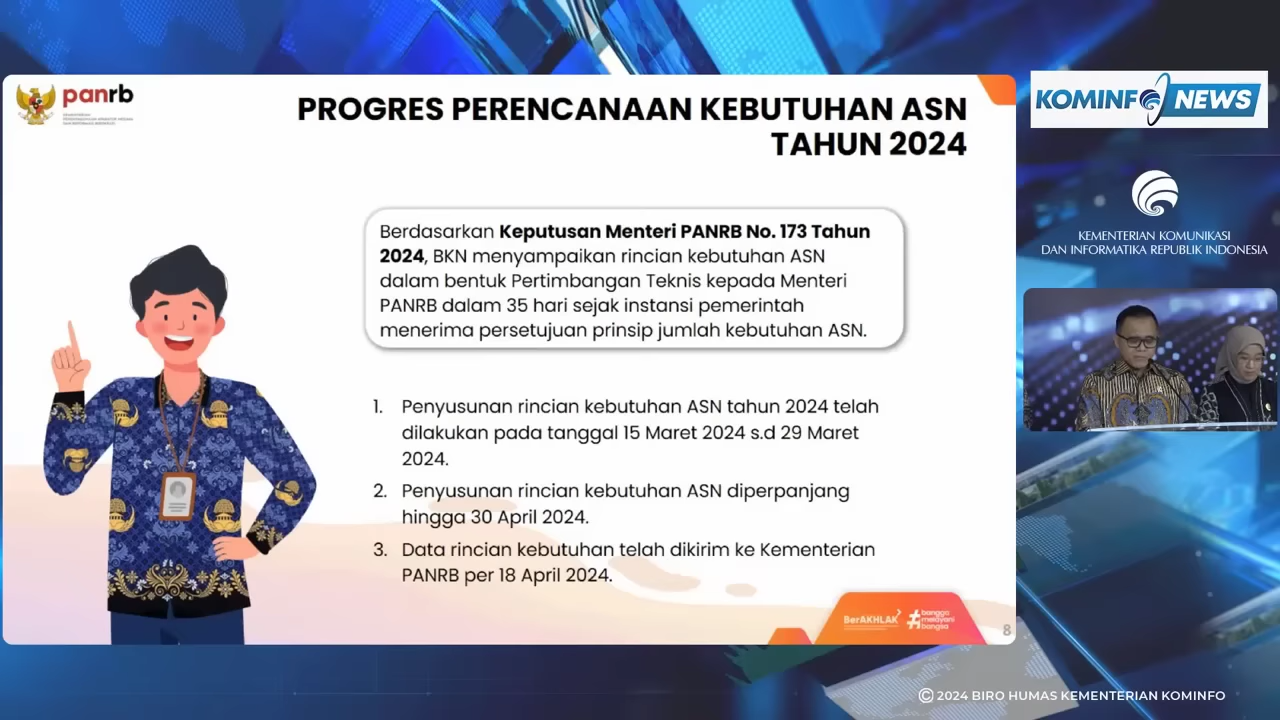 panrb
PROGRES PERENCANAAN KEBUTUHAN ASN
TAHUN 2024
Berdasarkan Keputusan Menteri PANRB No. 173 Tahun
2024, BKN menyampaikan rincian kebutuhan ASN
dalam bentuk Pertimbangan Teknis kepada Menteri
PANRB dalam 35 hari sejak instansi pemerintah
menerima persetujuan prinsip jumlah kebutuhan ASN.
1. Penyusunan rincian kebutuhan ASN tahun 2024 telah
dilakukan pada tanggal 15 Maret 2024 s.d 29 Maret
2024.
2. Penyusunan rincian kebutuhan ASN diperpanjang
hingga 30 April 2024.
3. Data rincian kebutuhan telah dikirim ke Kementerian
PANRB per 18 April 2024.
BerAKHLAK
#bangga
melayani
bangsa
8
KOMINFO NEWS
KEMENTERIAN KOMUNIKASI
DAN INFORMATIKA REPUBLIK INDONESIA
© 2024 BIRO HUMAS KEMENTERIAN KOMINFO